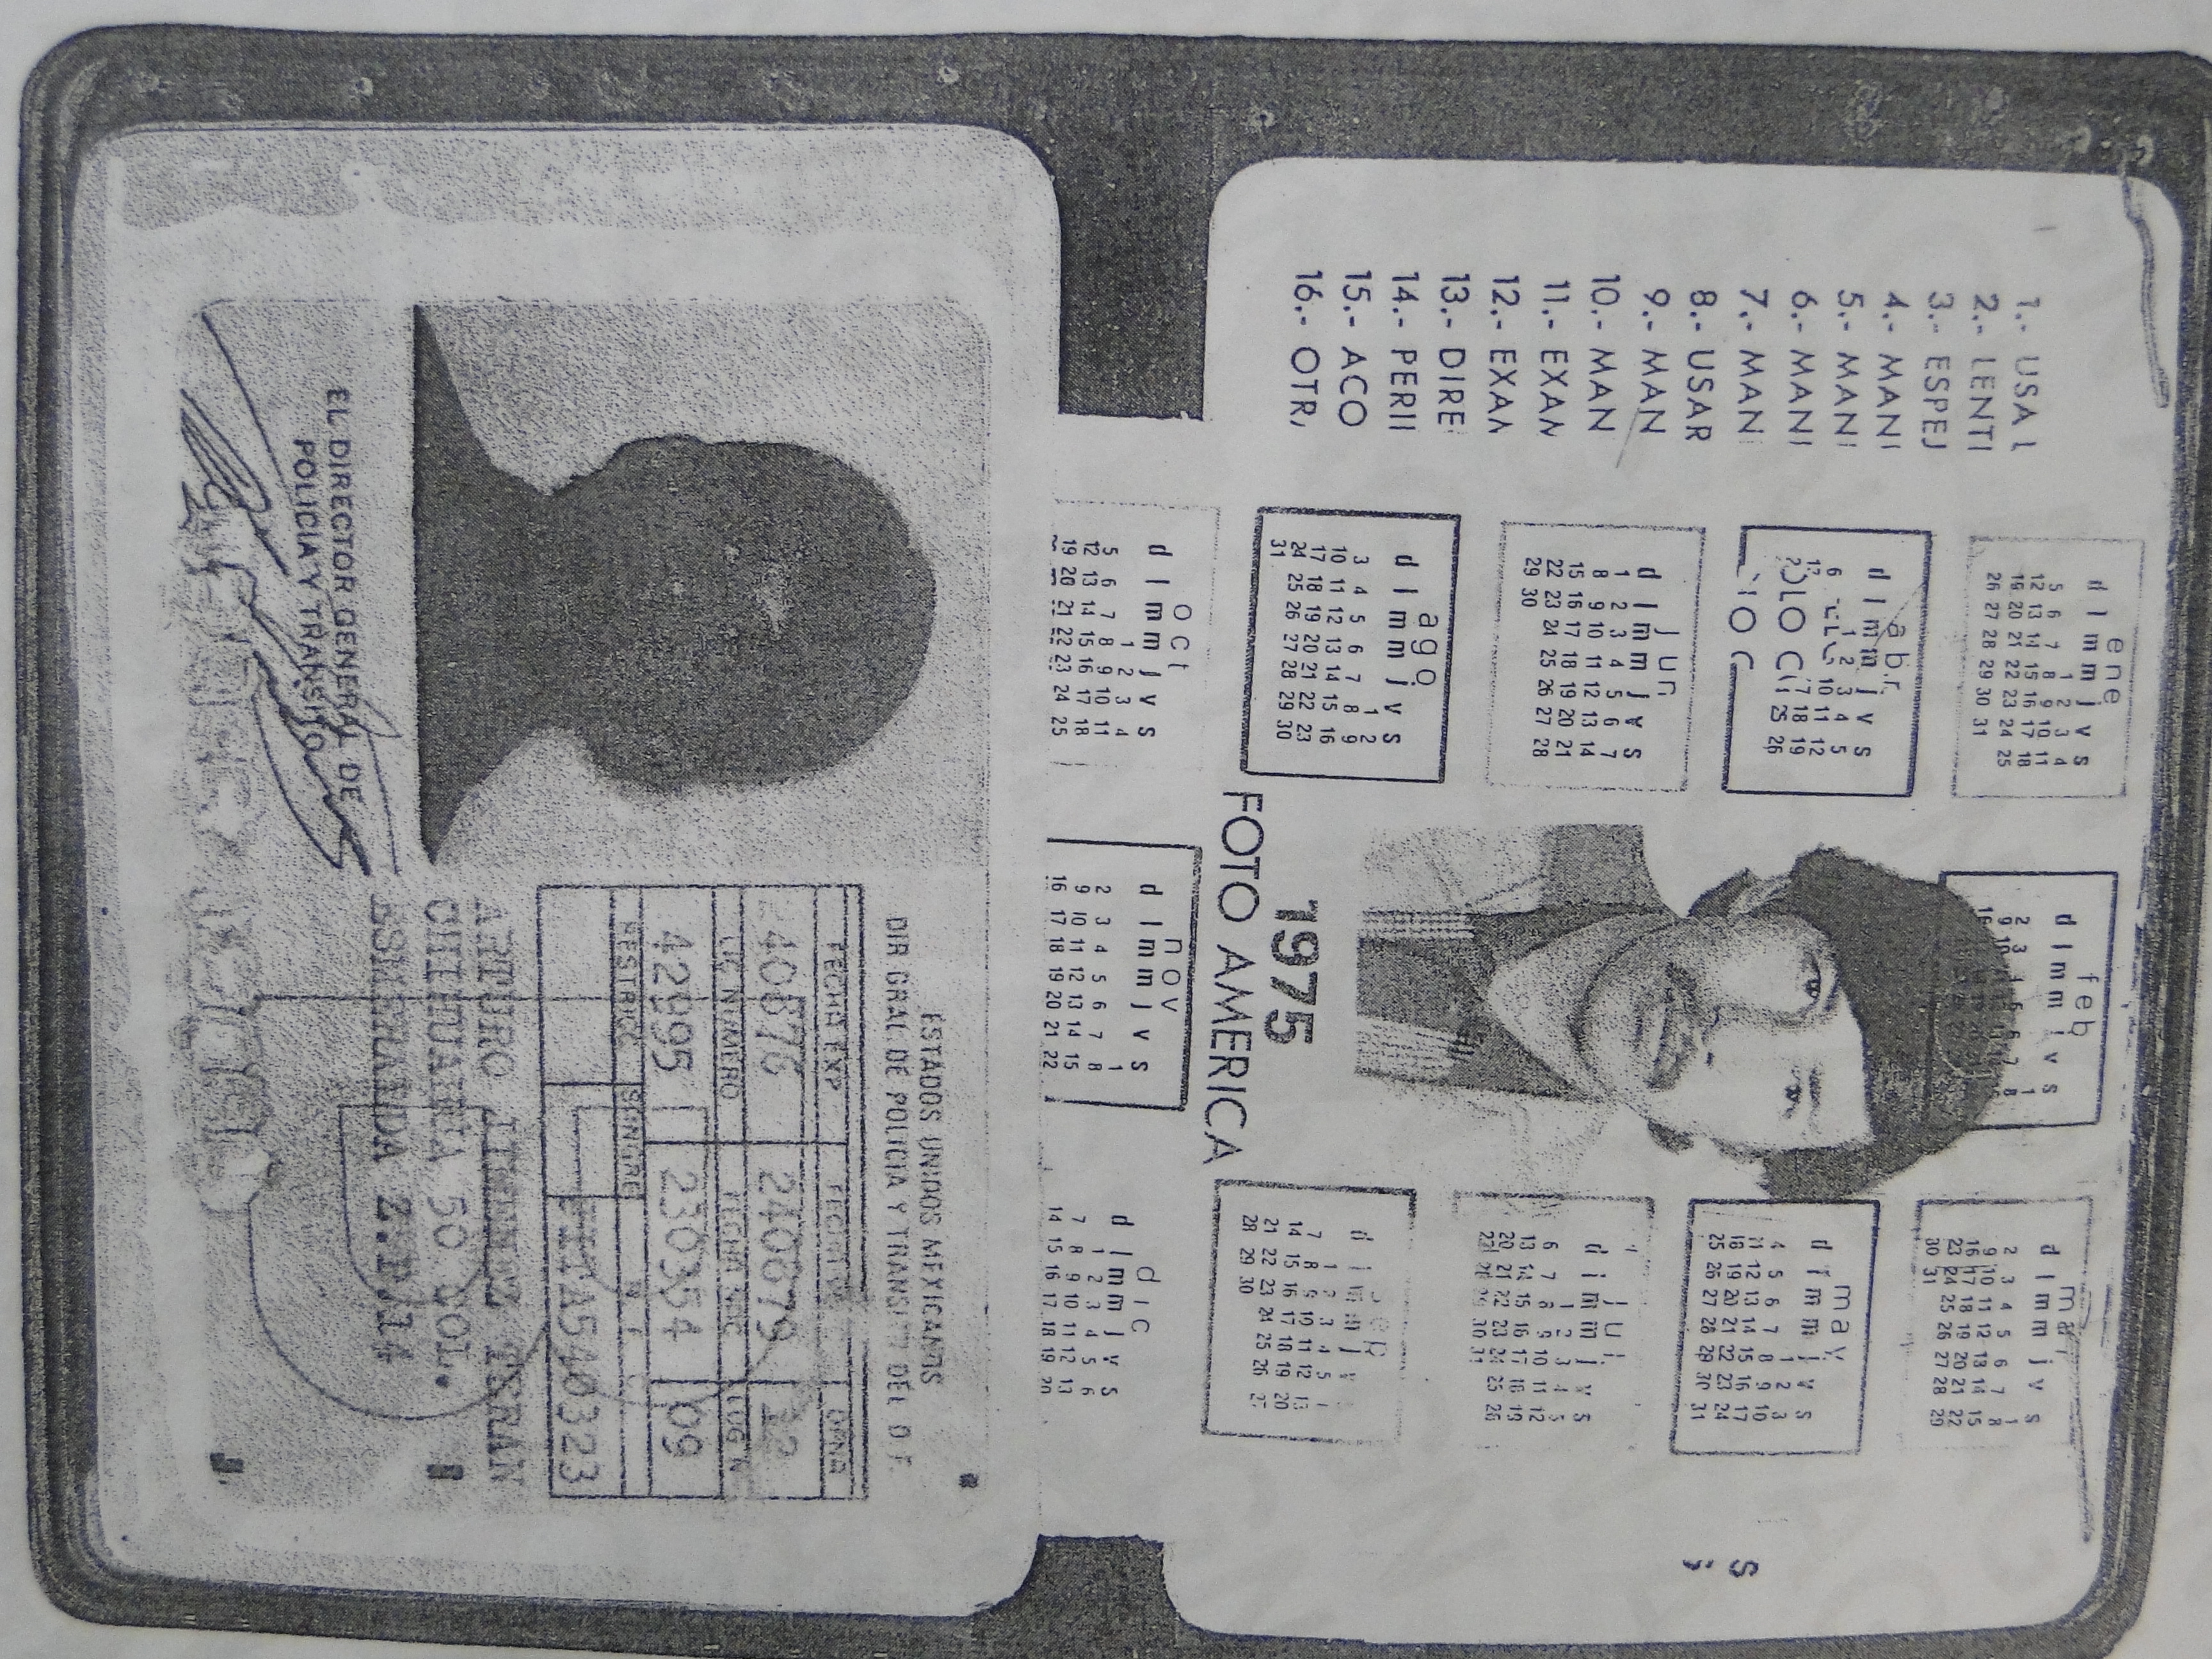 1.- USA L
2.- LENTI
3.- ESPEJ
4.- MANI
5.- MANI
6.- MANI
7.- MAN
8.- USAR
9.- MAN
10.- MAN
11.- EXAM
12.- EXAM
13.- DIRE
14.- PERII
15.- ACO
16.- OTRA
S
ene
d l m m j v s
1 2 3 4
5 6 7 8 9 10 11
12 13 14 15 16 17 18
19 20 21 22 23 24 25
26 27 28 29 30 31
feb
d l m m j v s
1
2 3 4 5 6 7 8
9 10
16
mar
d l m m j v s
1
2 3 4 5 6 7 8
9 10 11 12 13 14 15
16 17 18 19 20 21 22
23 24 25 26 27 28 29
30 31
abr
d l m m j v s
1 2 3 4 5
6 10 11 12
OLO 17 18 19
25 26
may
d l m m j v s
1 2 3
4 5 6 7 8 9 10
11 12 13 14 15 16 17
18 19 20 21 22 23 24
25 26 27 28 29 30 31
jun
d l m m j v s
1 2 3 4 5 6 7
8 9 10 11 12 13 14
15 16 17 18 19 20 21
22 23 24 25 26 27 28
29 30
jul
d l m m j v s
1 2 3 4 5
6 7 8 9 10 11 12
13 14 15 16 17 18 19
20 21 22 23 24 25 26
27 28 29 30 31
ago
d l m m j v s
1 2
3 4 5 6 7 8 9
10 11 12 13 14 15 16
17 18 19 20 21 22 23
24 25 26 27 28 29 30
31
sep
d l m m j v s
1 2 3 4 5 6
7 8 9 10 11 12 13
14 15 16 17 18 19 20
21 22 23 24 25 26 27
28 29 30
1975
FOTO AMERICA
oct
d l m m j v s
1 2 3 4
5 6 7 8 9 10 11
12 13 14 15 16 17 18
19 20 21 22 23 24 25
nov
d l m m j v s
1
2 3 4 5 6 7 8
9 10 11 12 13 14 15
16 17 18 19 20 21 22
dic
d l m m j v s
1 2 3 4 5 6
7 8 9 10 11 12 13
14 15 16 17 18 19 20
ESTADOS UNIDOS MEXICANOS
DIR GRAL DE POLICIA Y TRANSITO DEL D.F.
FECHA EXP FECHA OFNA
40676 240679 12
LIC NUMERO FECHA NAC LUG N
42995 230354 09
RESTRICC SANGRE
JITA540323
ARTURO JIMENEZ TERAN
CHIHUAHUA 50 COL.
ESMERALDA Z.P.14
EL DIRECTOR GENERAL DE
POLICIA Y TRANSITO